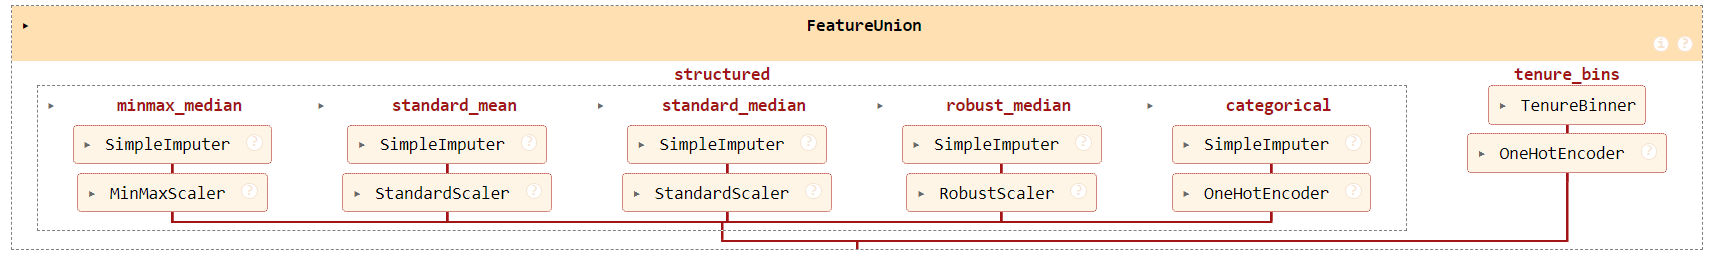 FeatureUnion
i ?
structured tenure_bins
minmax_median standard_mean standard_median robust_median categorical
TenureBinner
SimpleImputer ? SimpleImputer ? SimpleImputer ? SimpleImputer ? SimpleImputer ?
OneHotEncoder ?
MinMaxScaler ? StandardScaler ? StandardScaler ? RobustScaler ? OneHotEncoder ?